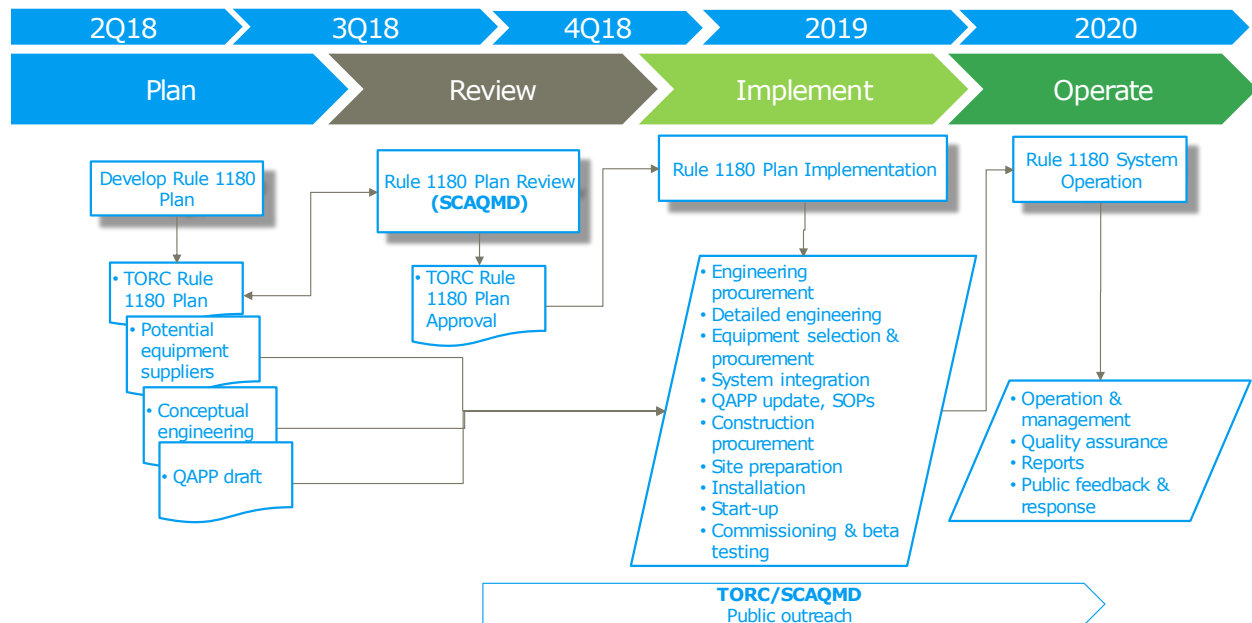 2Q18
3Q18
4Q18
2019
2020
Plan
Review
Implement
Operate
Develop Rule 1180
Plan
• TORC Rule
1180 Plan
• Potential
equipment
suppliers
• Conceptual
engineering
• QAPP draft
Rule 1180 Plan Review
(SCAQMD)
• TORC Rule
1180 Plan
Approval
Rule 1180 Plan Implementation
• Engineering
procurement
• Detailed engineering
• Equipment selection &
procurement
• System integration
• QAPP update, SOPs
• Construction
procurement
• Site preparation
• Installation
• Start-up
• Commissioning & beta
testing
Rule 1180 System
Operation
• Operation &
management
• Quality assurance
• Reports
• Public feedback &
response
TORC/SCAQMD
Public outreach